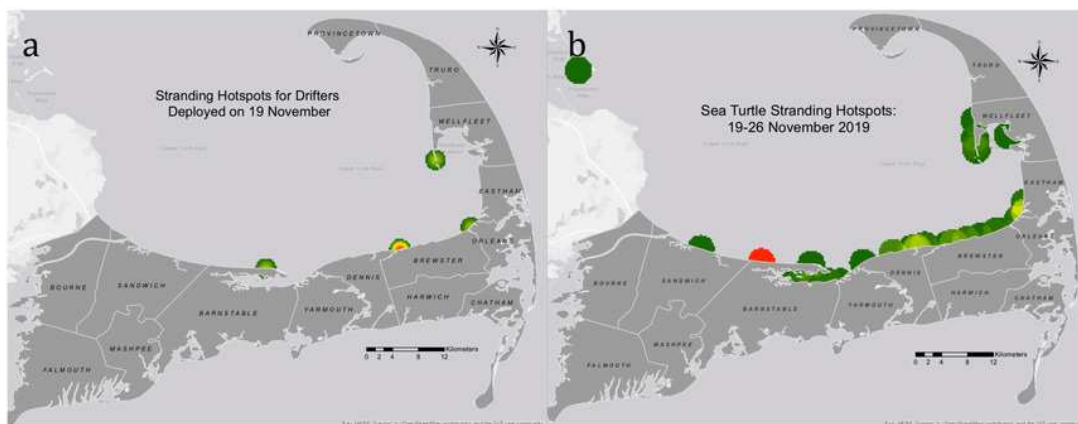 a
PROVINCETOWN
TRURO
Stranding Hotspots for Drifters
Deployed on 19 November
WELLFLEET
EASTHAM
ORLEANS
BREWSTER
DENNIS
BOURNE
SANDWICH
HARWICH
YARMOUTH
CHATHAM
BARNSTABLE
MASHPEE
FALMOUTH
Kilometers
0 2 4 8 12
b
PROVINCETOWN
TRURO
Sea Turtle Stranding Hotspots:
19-26 November 2019
WELLFLEET
EASTHAM
ORLEANS
BREWSTER
DENNIS
BOURNE
SANDWICH
HARWICH
YARMOUTH
CHATHAM
BARNSTABLE
MASHPEE
FALMOUTH
Kilometers
0 2 4 8 12